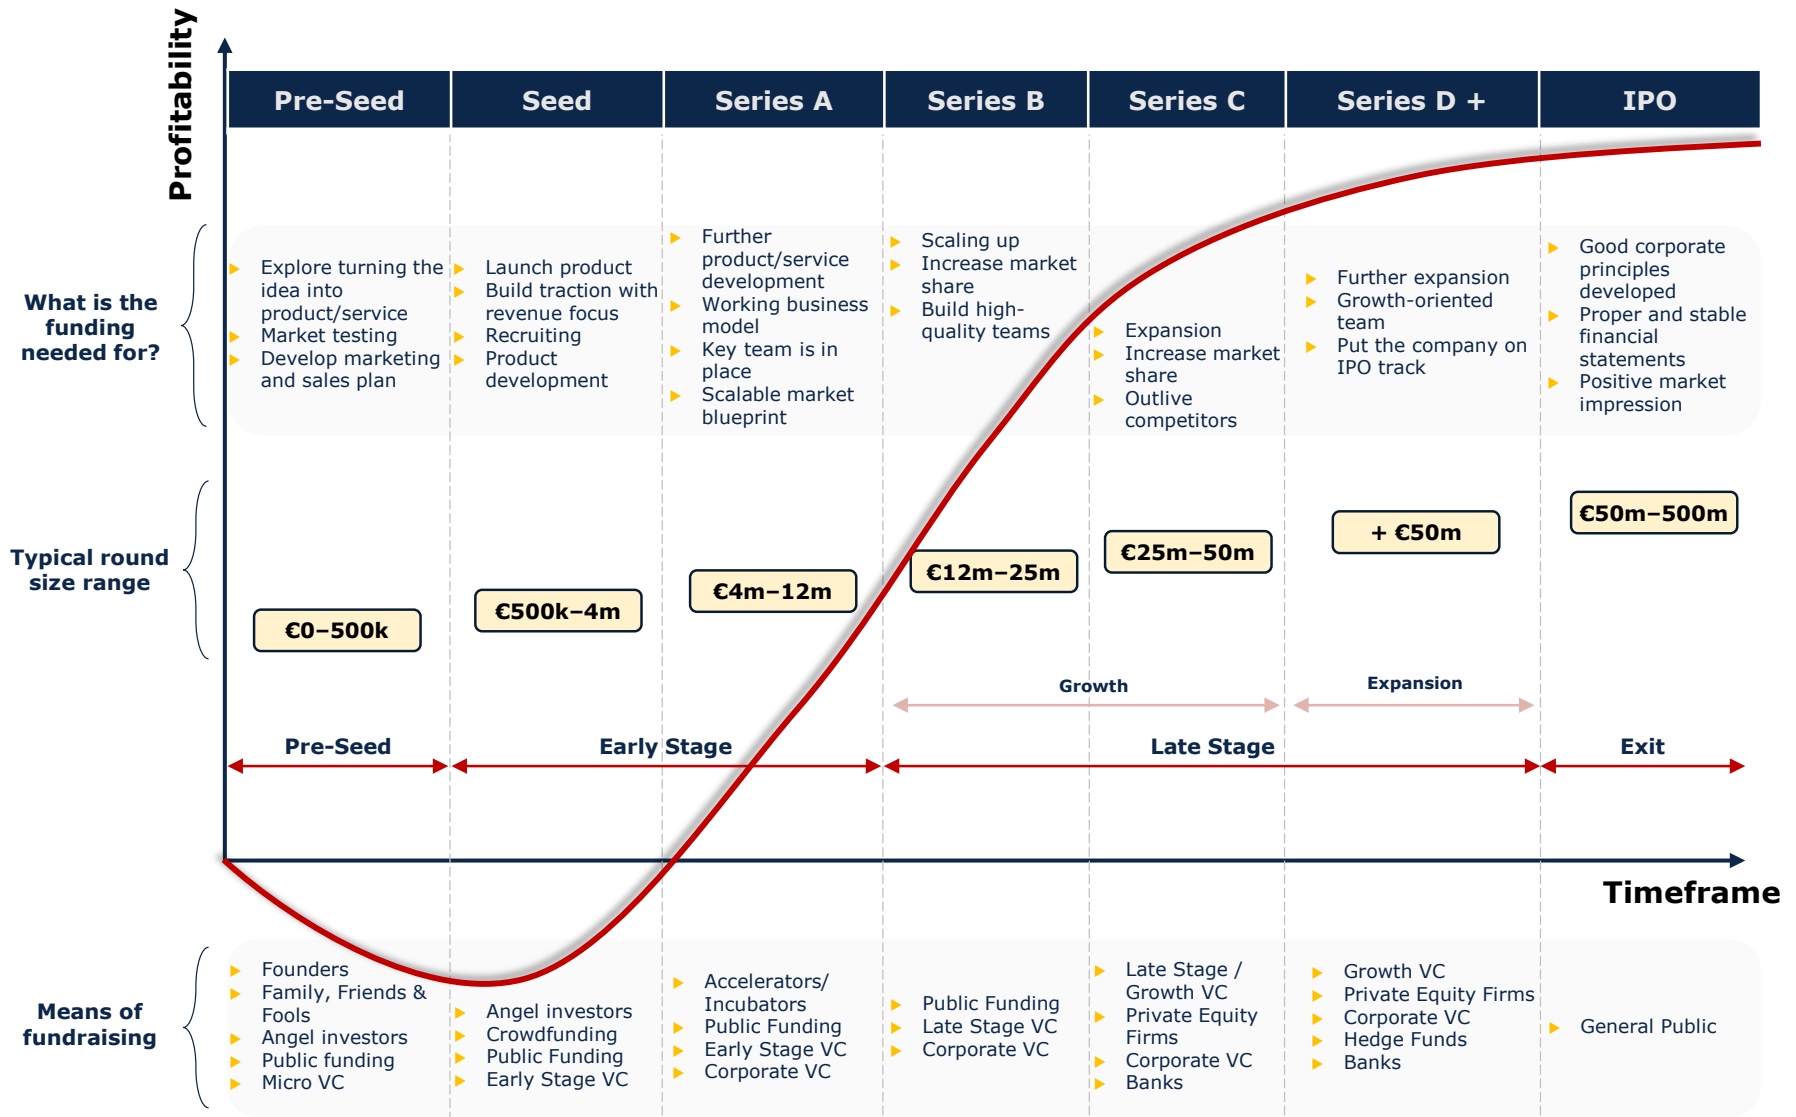 Profitability
Pre-Seed
Seed
Series A
Series B
Series C
Series D +
IPO
What is the
funding
needed for?
Explore turning the
idea into
product/service
Market testing
Develop marketing
and sales plan
Launch product
Build traction with
revenue focus
Recruiting
Product
development
Further
product/service
development
Working business
model
Key team is in
place
Scalable market
blueprint
Scaling up
Increase market
share
Build high-
quality teams
Expansion
Increase market
share
Outlive
competitors
Further expansion
Growth-oriented
team
Put the company on
IPO track
Good corporate
principles
developed
Proper and stable
financial
statements
Positive market
impression
Typical round
size range
€0–500k
€500k–4m
€4m–12m
€12m–25m
€25m–50m
+ €50m
€50m–500m
Growth
Expansion
Pre-Seed
Early Stage
Late Stage
Exit
Timeframe
Means of
fundraising
Founders
Family, Friends &
Fools
Angel investors
Public funding
Micro VC
Angel investors
Crowdfunding
Public Funding
Early Stage VC
Accelerators/
Incubators
Public Funding
Early Stage VC
Corporate VC
Public Funding
Late Stage VC
Corporate VC
Late Stage /
Growth VC
Private Equity
Firms
Corporate VC
Banks
Growth VC
Private Equity Firms
Corporate VC
Hedge Funds
Banks
General Public